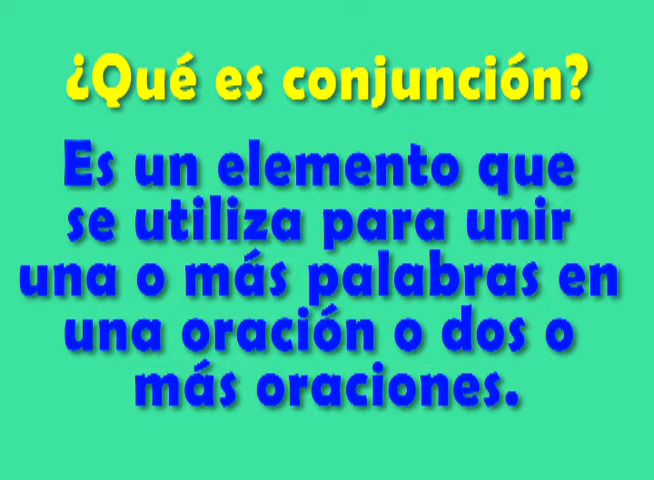 ¿Qué es conjunción?
Es un elemento que
se utiliza para unir
una o más palabras en
una oración o dos o
más oraciones.